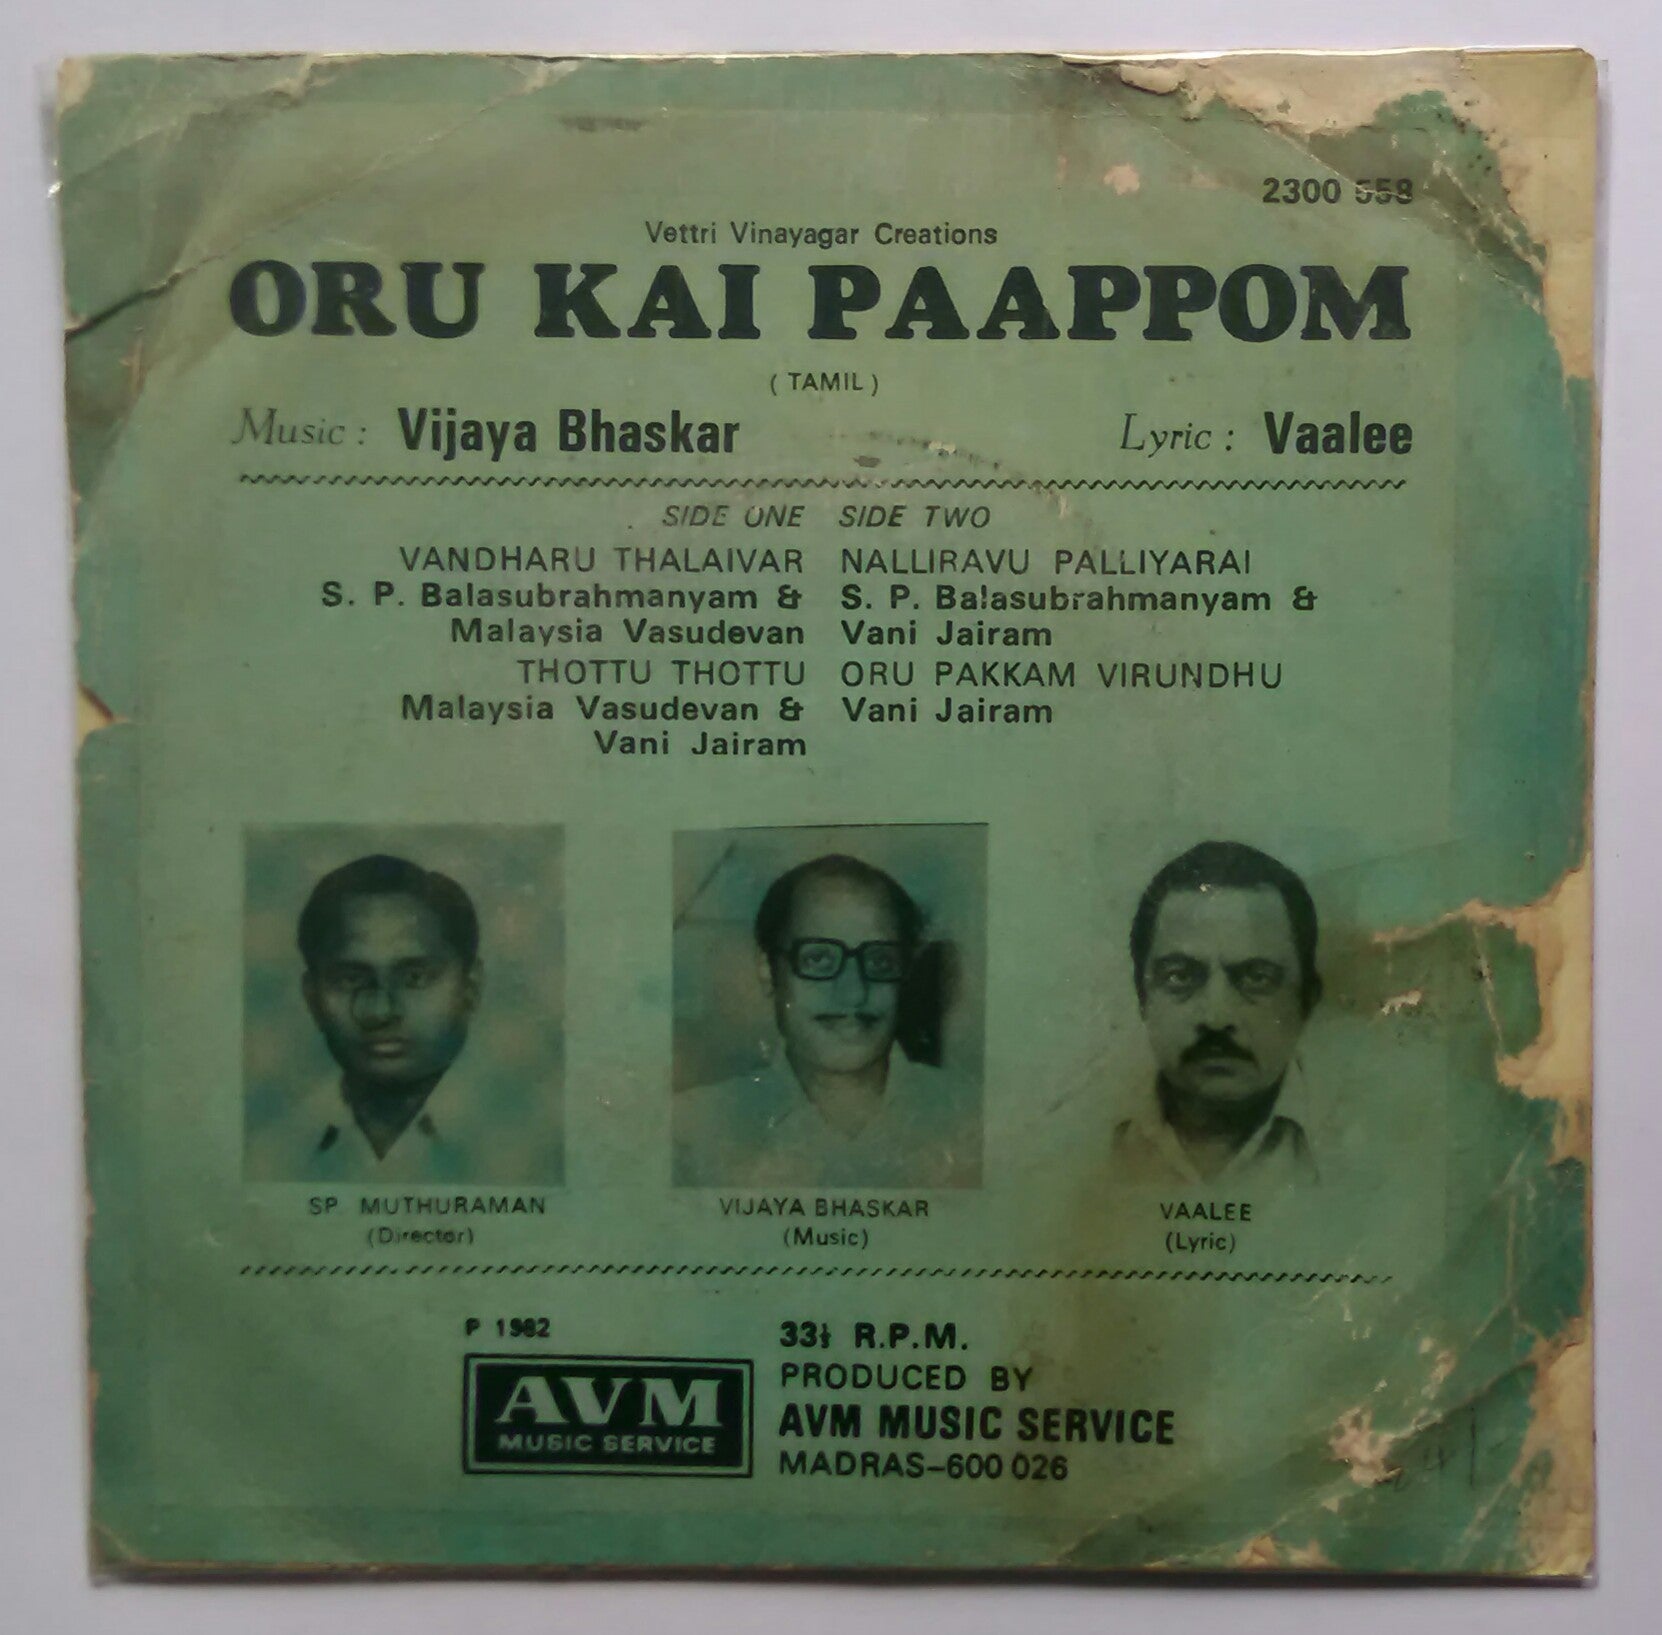 2300 558
Vettri Vinayagar Creations
ORU KAI PAAPPOM
( TAMIL )
Music : Vijaya Bhaskar
Lyric : Vaalee
SIDE ONE
VANDHARU THALAIVAR
S. P. Balasubrahmanyam &
Malaysia Vasudevan
THOTTU THOTTU
Malaysia Vasudevan &
Vani Jairam
SIDE TWO
NALLIRAVU PALLIYARAI
S. P. Balasubrahmanyam &
Vani Jairam
ORU PAKKAM VIRUNDHU
Vani Jairam
SP MUTHURAMAN
(Director)
VIJAYA BHASKAR
(Music)
VAALEE
(Lyric)
P 1982
AVM
MUSIC SERVICE
33⅓ R.P.M.
PRODUCED BY
AVM MUSIC SERVICE
MADRAS–600 026